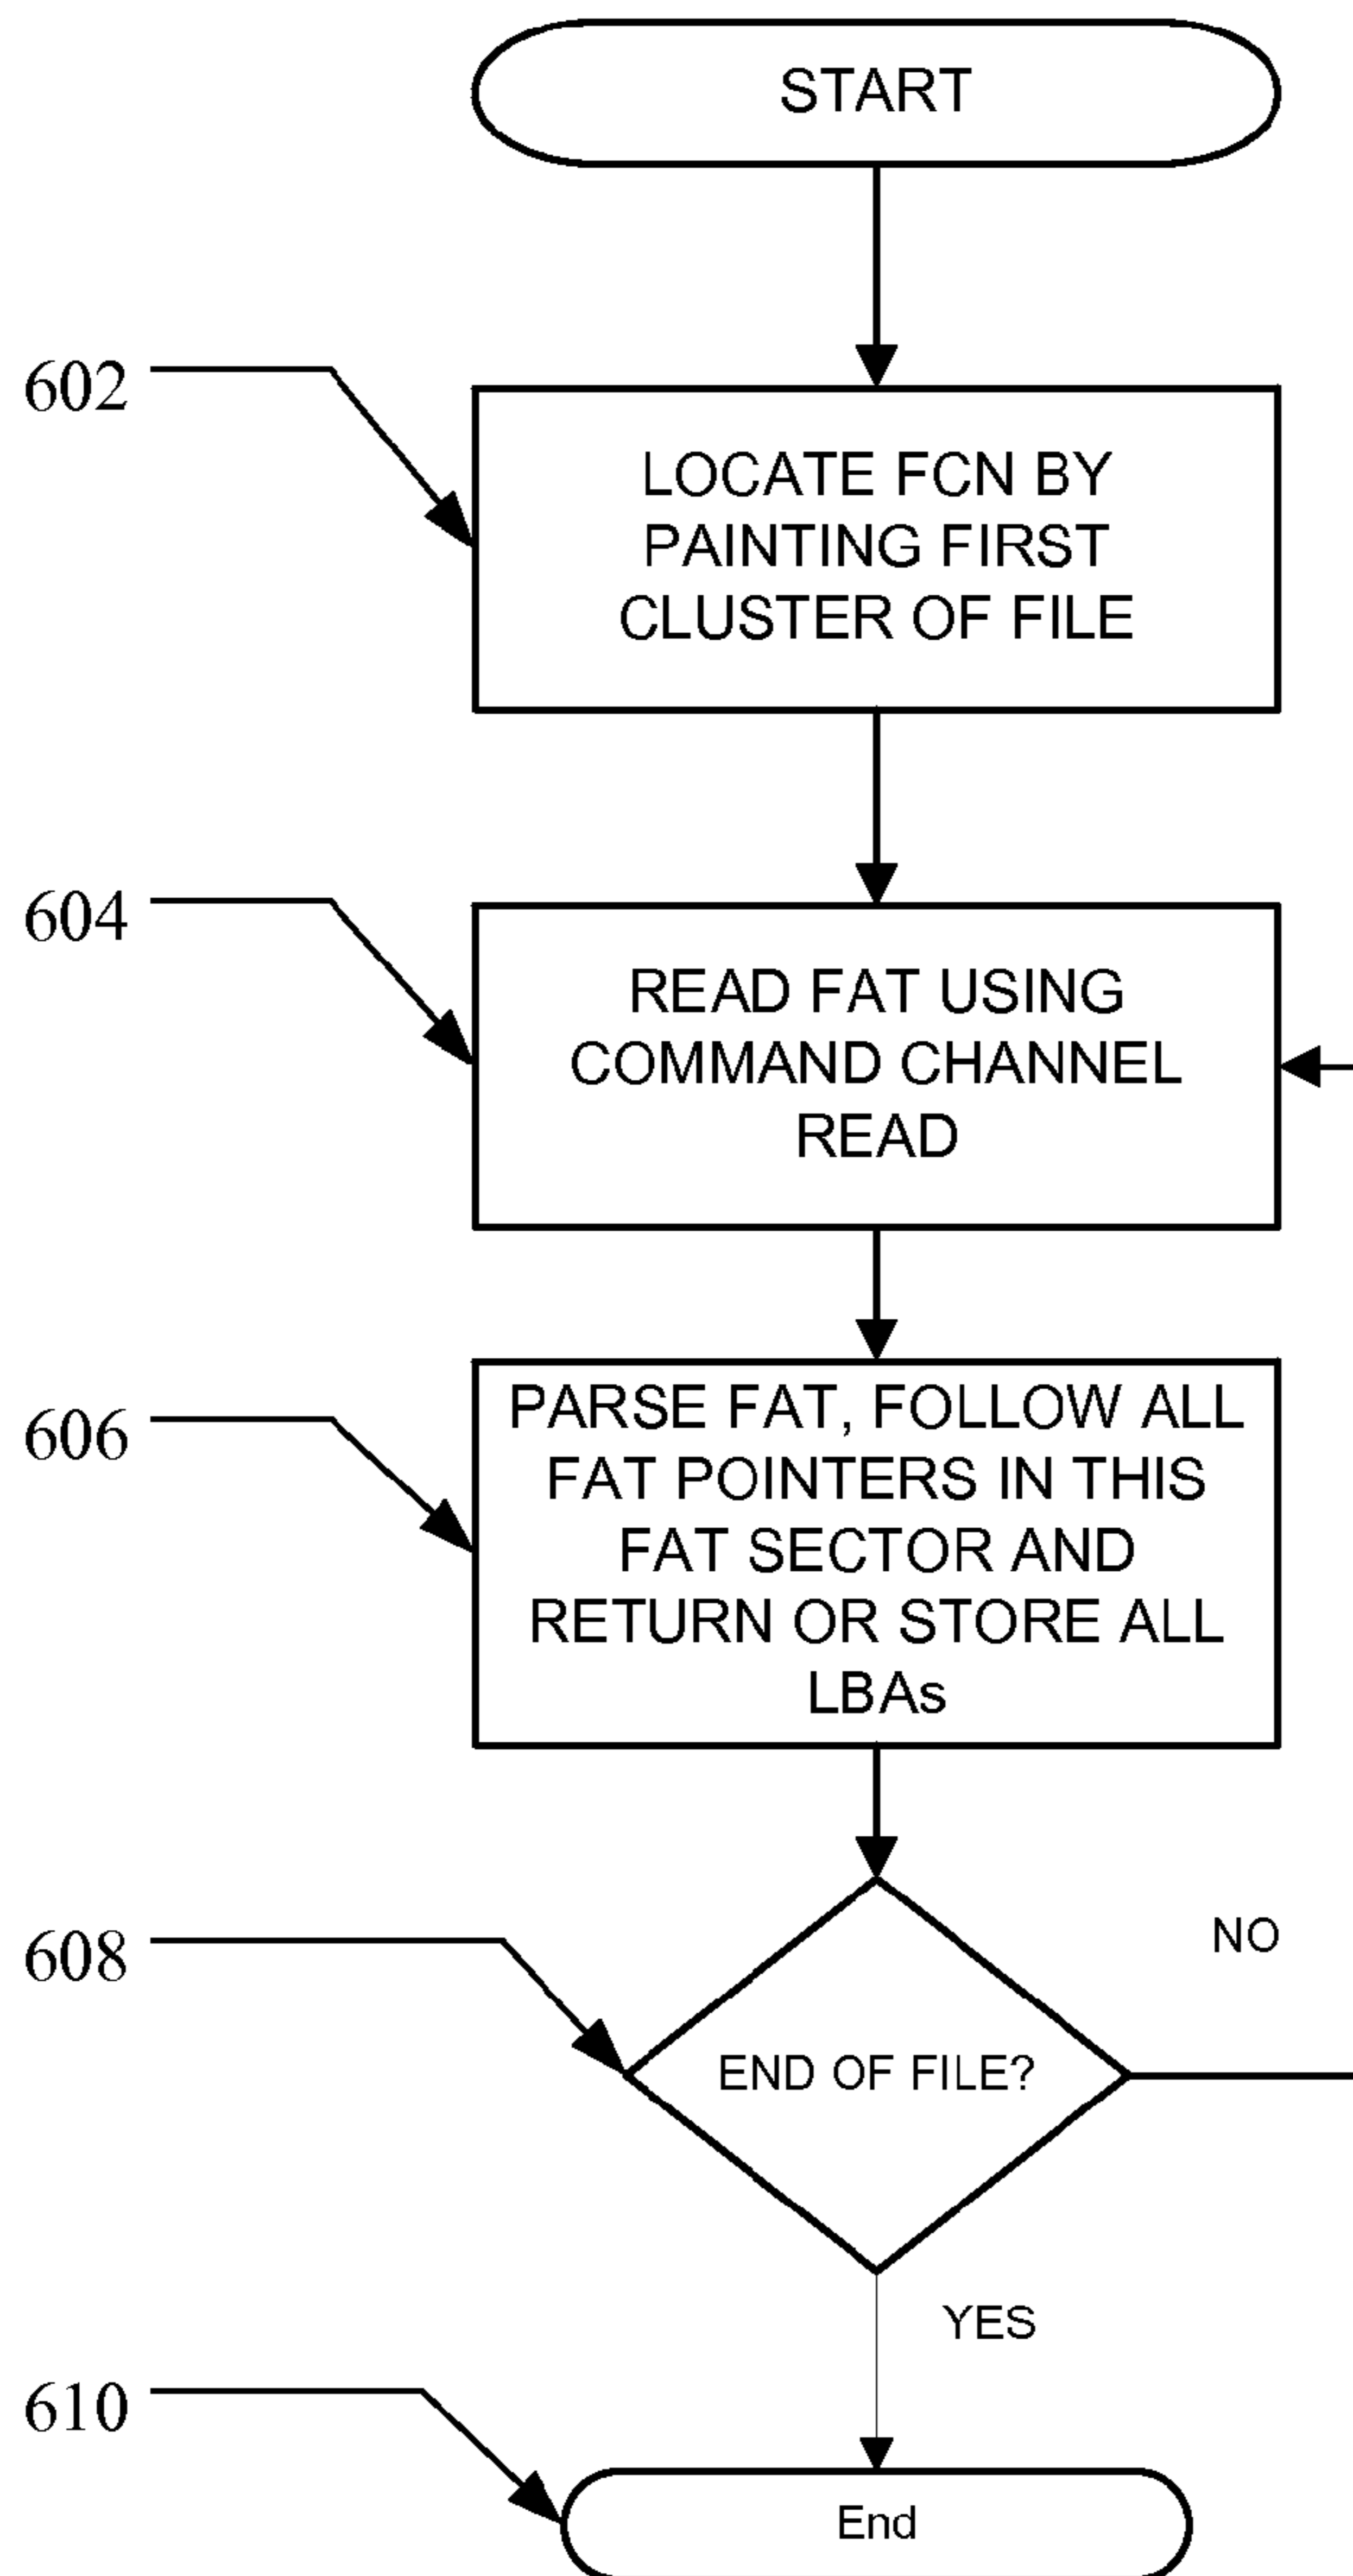 START
602
LOCATE FCN BY
PAINTING FIRST
CLUSTER OF FILE
604
READ FAT USING
COMMAND CHANNEL
READ
606
PARSE FAT, FOLLOW ALL
FAT POINTERS IN THIS
FAT SECTOR AND
RETURN OR STORE ALL
LBAs
608
NO
END OF FILE?
YES
610
End